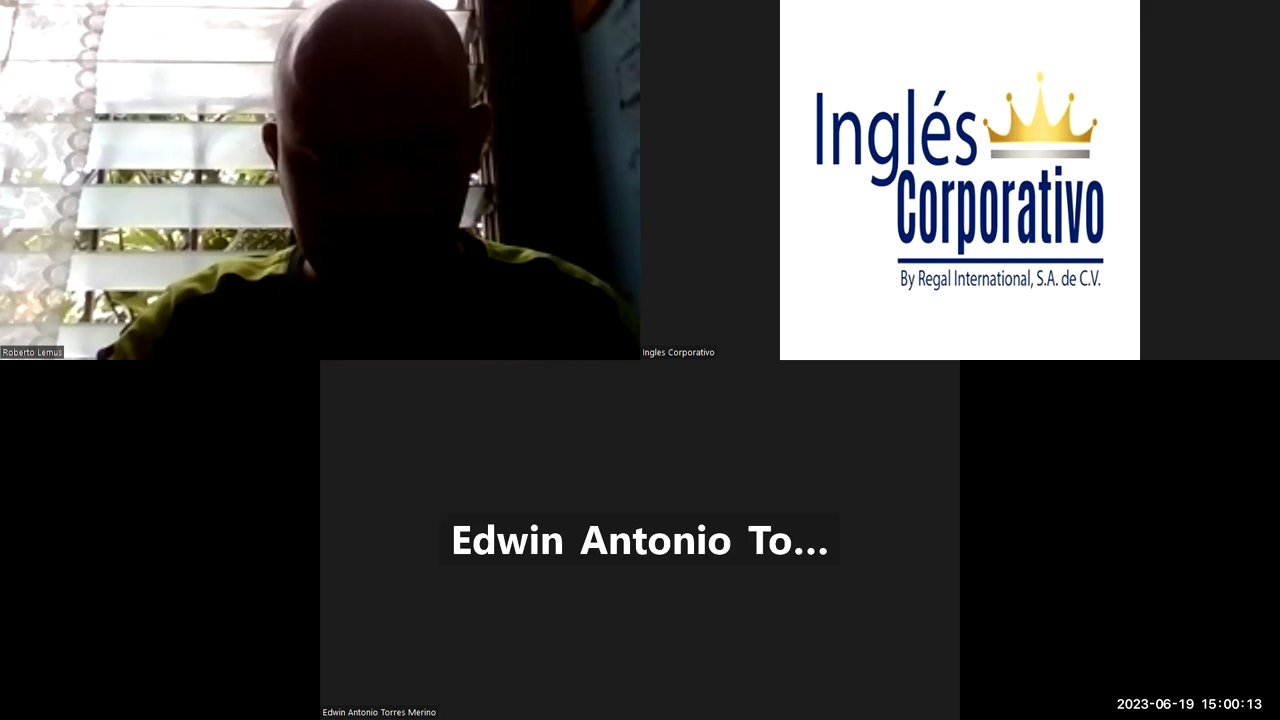 Inglés
Corporativo
By Regal International, S.A. de C.V.
Roberto Lemus
Ingles Corporativo
Edwin Antonio To...
Edwin Antonio Torres Merino
2023-06-19 15:00:13